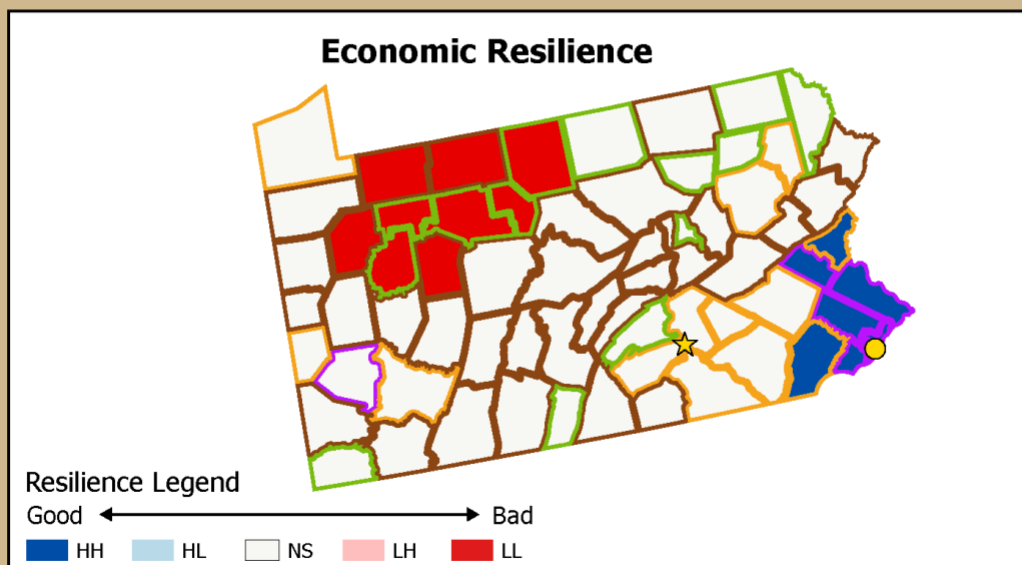 Economic Resilience
Resilience Legend
Good Bad
HH HL NS LH LL